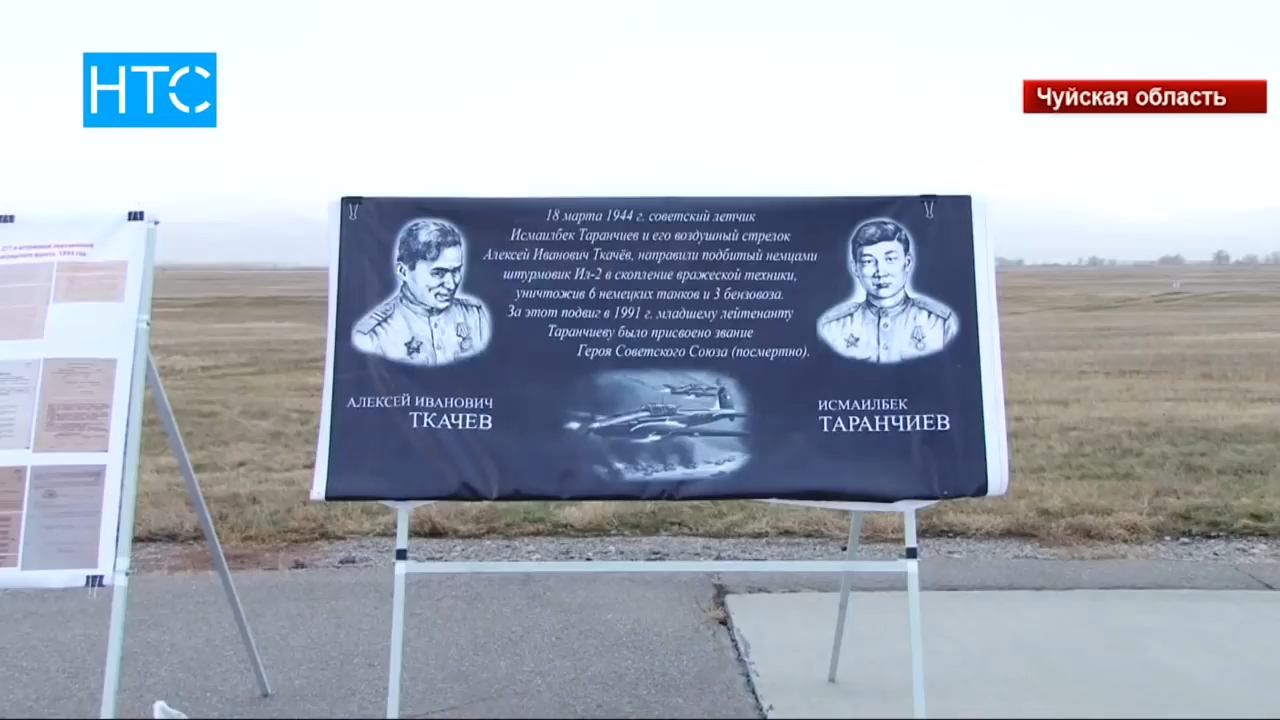 НТС
Чуйская область
18 марта 1944 г. советский летчик
Исмаилбек Таранчиев и его воздушный стрелок
Алексей Иванович Ткачёв, направили подбитый немцами
штурмовик Ил-2 в скопление вражеской техники,
уничтожив 6 немецких танков и 3 бензовоза.
За этот подвиг в 1991 г. младшему лейтенанту
Таранчиеву было присвоено звание
Героя Советского Союза (посмертно).
АЛЕКСЕЙ ИВАНОВИЧ
ТКАЧЕВ
ИСМАИЛБЕК
ТАРАНЧИЕВ